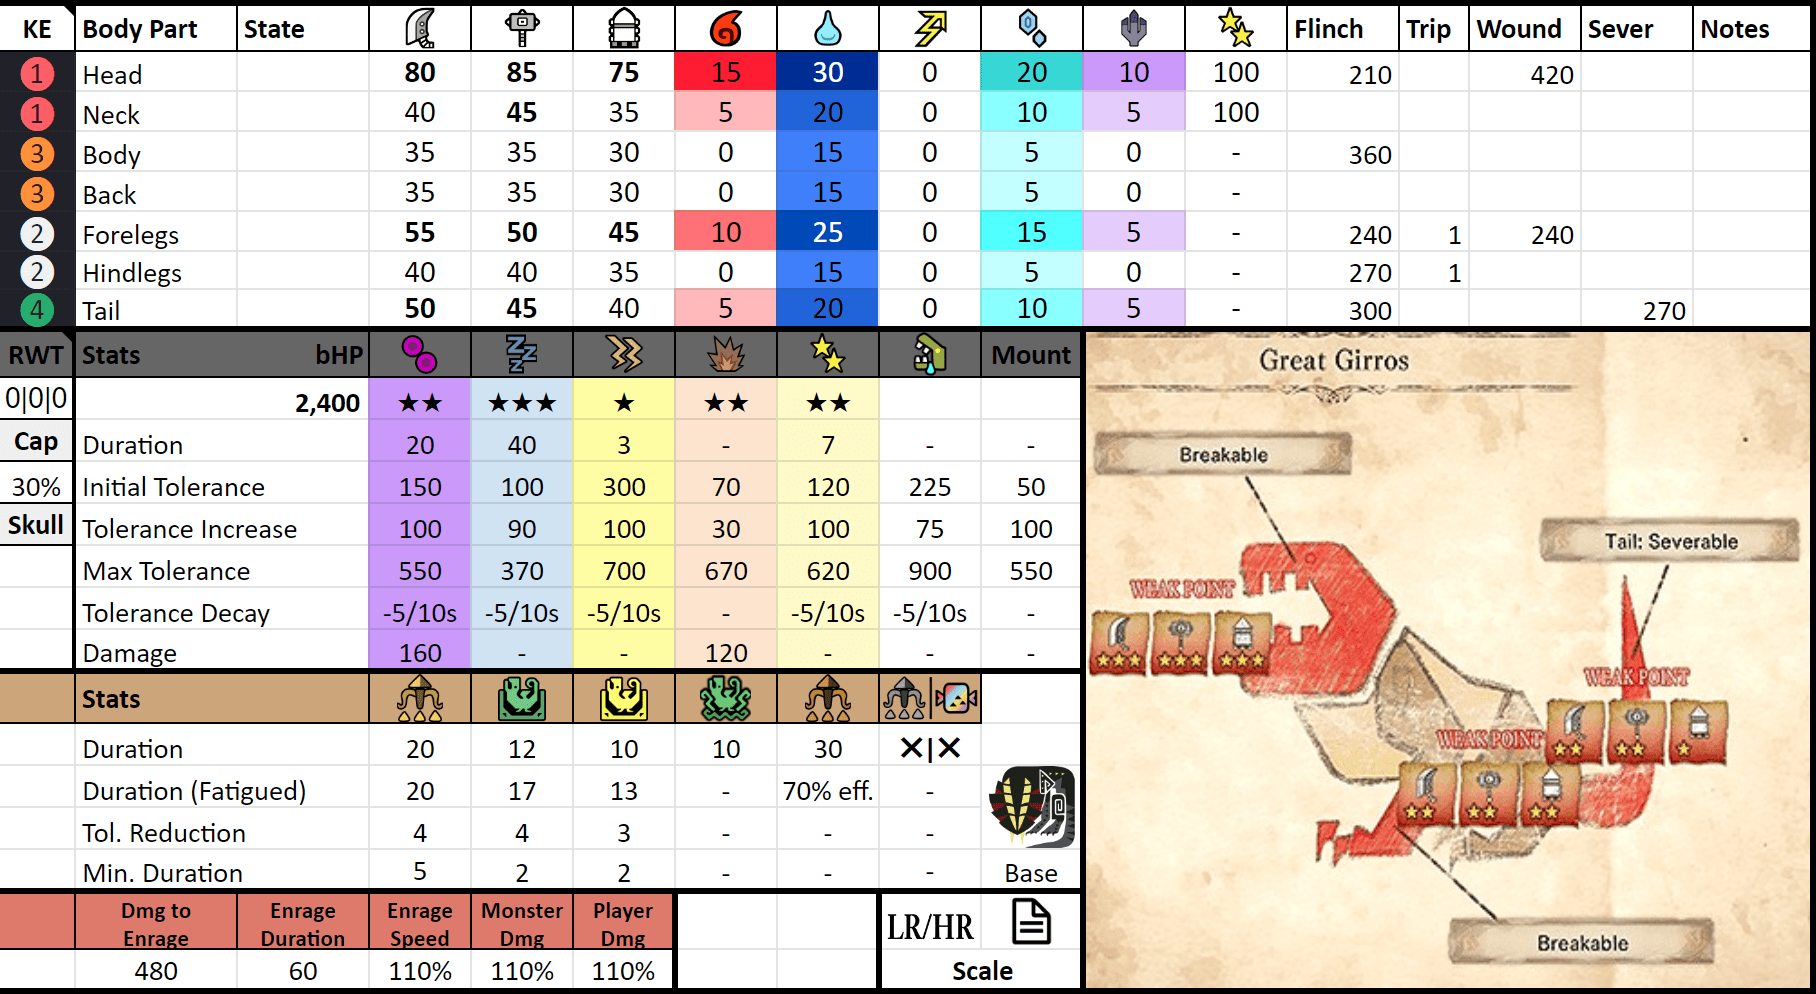 KE Body Part State Flinch Trip Wound Sever Notes
1 Head 80 85 75 15 30 0 20 10 100 210 420
1 Neck 40 45 35 5 20 0 10 5 100
3 Body 35 35 30 0 15 0 5 0 - 360
3 Back 35 35 30 0 15 0 5 0 -
2 Forelegs 55 50 45 10 25 0 15 5 - 240 1 240
2 Hindlegs 40 40 35 0 15 0 5 0 - 270 1
4 Tail 50 45 40 5 20 0 10 5 - 300 270
RWT Stats bHP Mount
0|0|0 2,400 ★★ ★★★ ★ ★★ ★★
Cap Duration 20 40 3 - 7 - -
30% Initial Tolerance 150 100 300 70 120 225 50
Skull Tolerance Increase 100 90 100 30 100 75 100
Max Tolerance 550 370 700 670 620 900 550
Tolerance Decay -5/10s -5/10s -5/10s - -5/10s -5/10s -
Damage 160 - - 120 - - -
Stats
Duration 20 12 10 10 30 ✕|✕
Duration (Fatigued) 20 17 13 - 70% eff. -
Tol. Reduction 4 4 3 - - -
Min. Duration 5 2 2 - - - Base
Dmg to Enrage Enrage Duration Enrage Speed Monster Dmg Player Dmg LR/HR
480 60 110% 110% 110% Scale
Great Girros
Breakable
Tail: Severable
WEAK POINT
WEAK POINT
WEAK POINT
Breakable